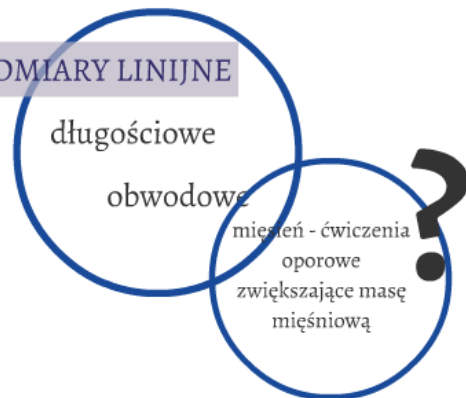 OMIARY LINIJNE
długościowe
obwodowe
mięsień - ćwiczenia
oporowe
zwiększające masę
mięśniową
?